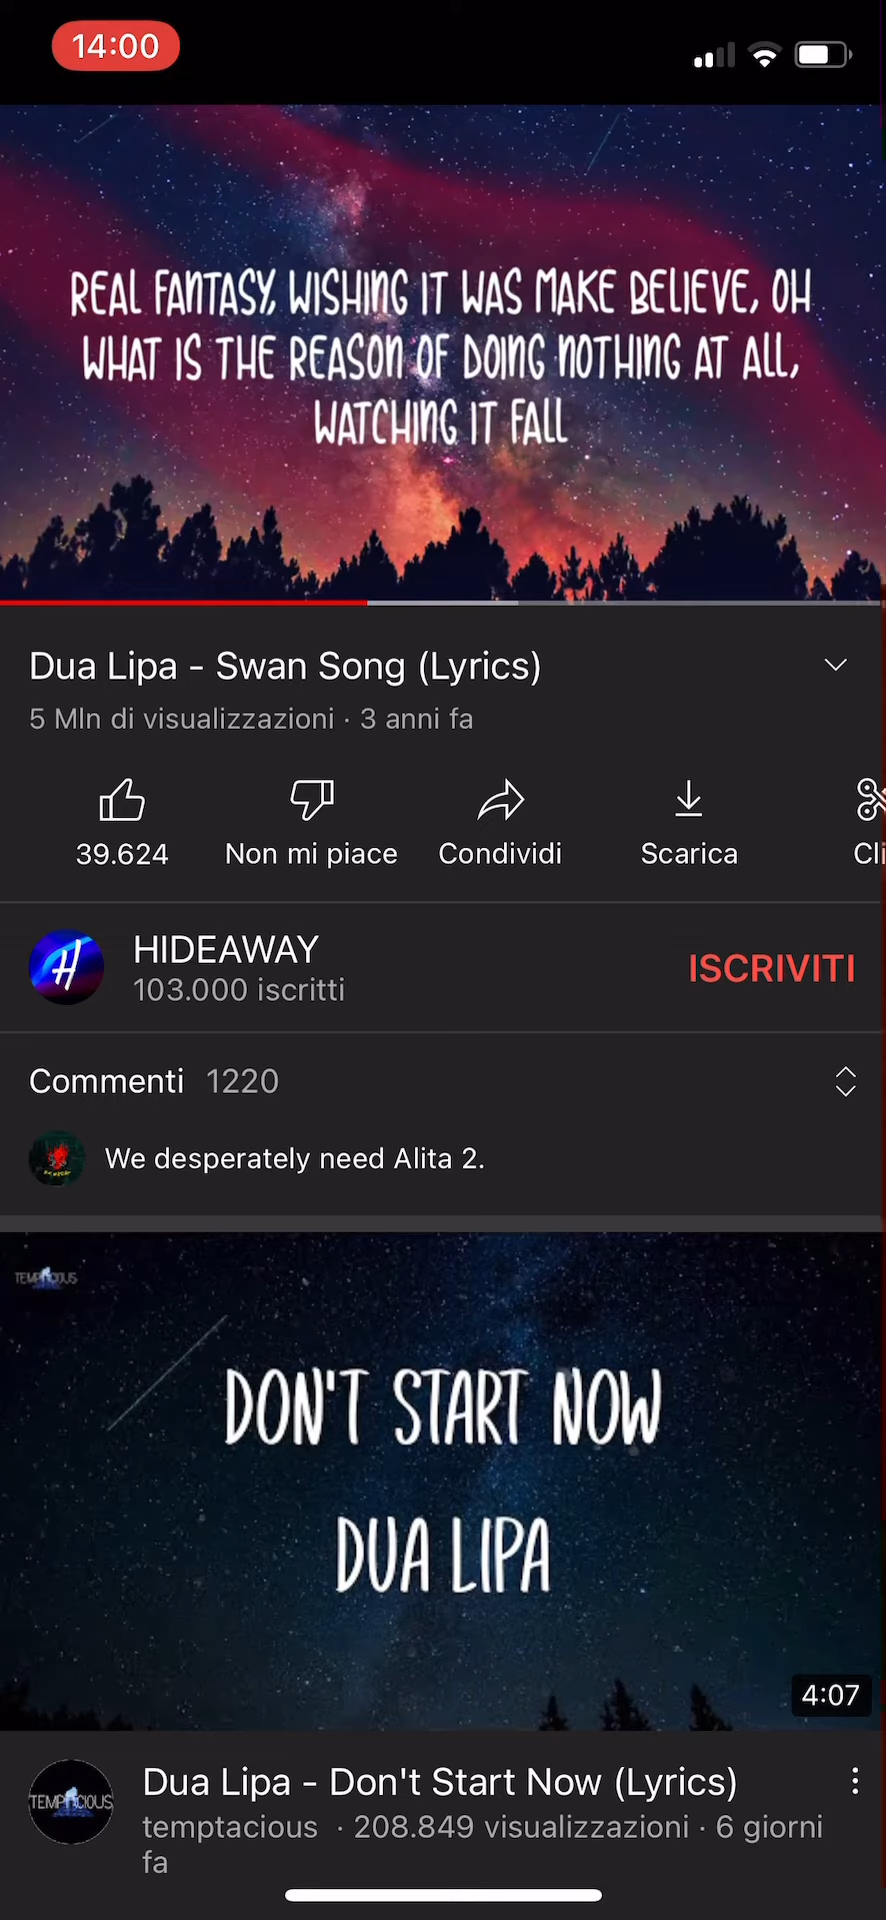 14:00
REAL FANTASY, WISHING IT WAS MAKE BELIEVE, OH
WHAT IS THE REASON OF DOING NOTHING AT ALL,
WATCHING IT FALL
Dua Lipa - Swan Song (Lyrics)
5 Mln di visualizzazioni · 3 anni fa
39.624 Non mi piace Condividi Scarica Cli
HIDEAWAY
103.000 iscritti
ISCRIVITI
Commenti 1220
We desperately need Alita 2.
TEMPTACIOUS
DON'T START NOW
DUA LIPA
4:07
TEMPTACIOUS
Dua Lipa - Don't Start Now (Lyrics)
temptacious · 208.849 visualizzazioni · 6 giorni
fa